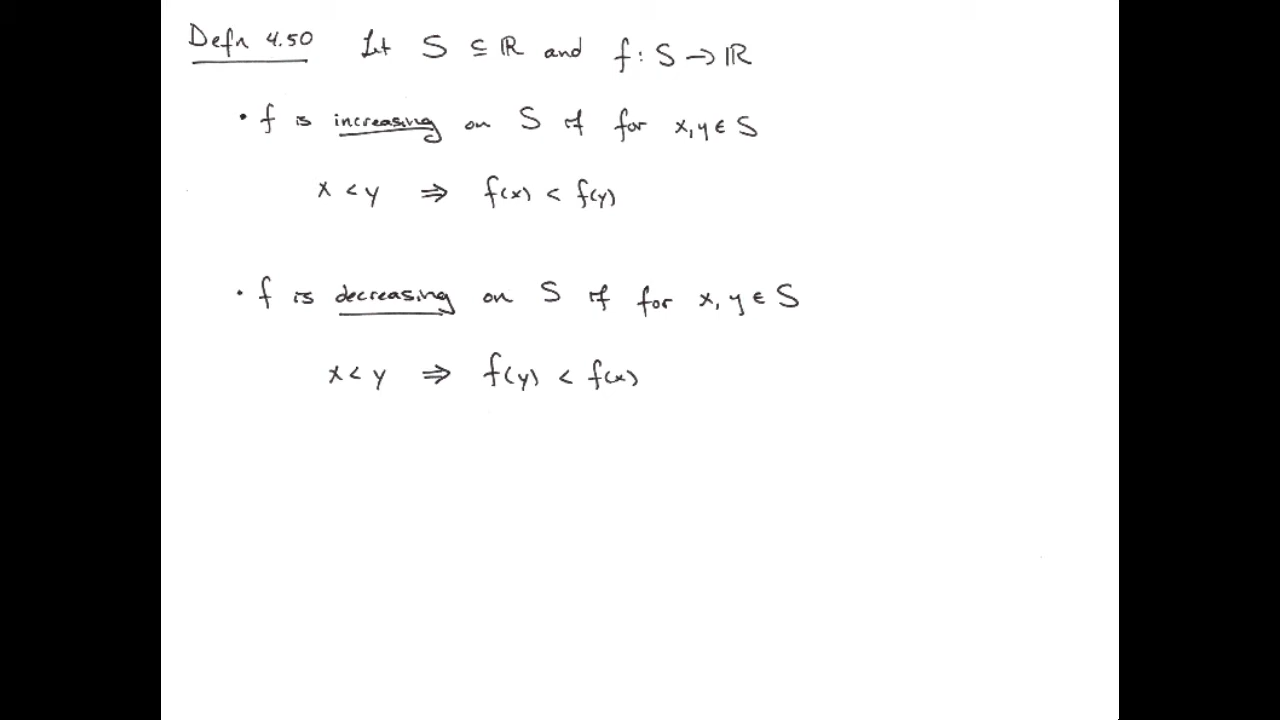 Defn 4.50 Let S ⊆ ℝ and f : S → ℝ
• f is increasing on S if for x, y ∈ S
x < y ⇒ f(x) < f(y)
• f is decreasing on S if for x, y ∈ S
x < y ⇒ f(y) < f(x)